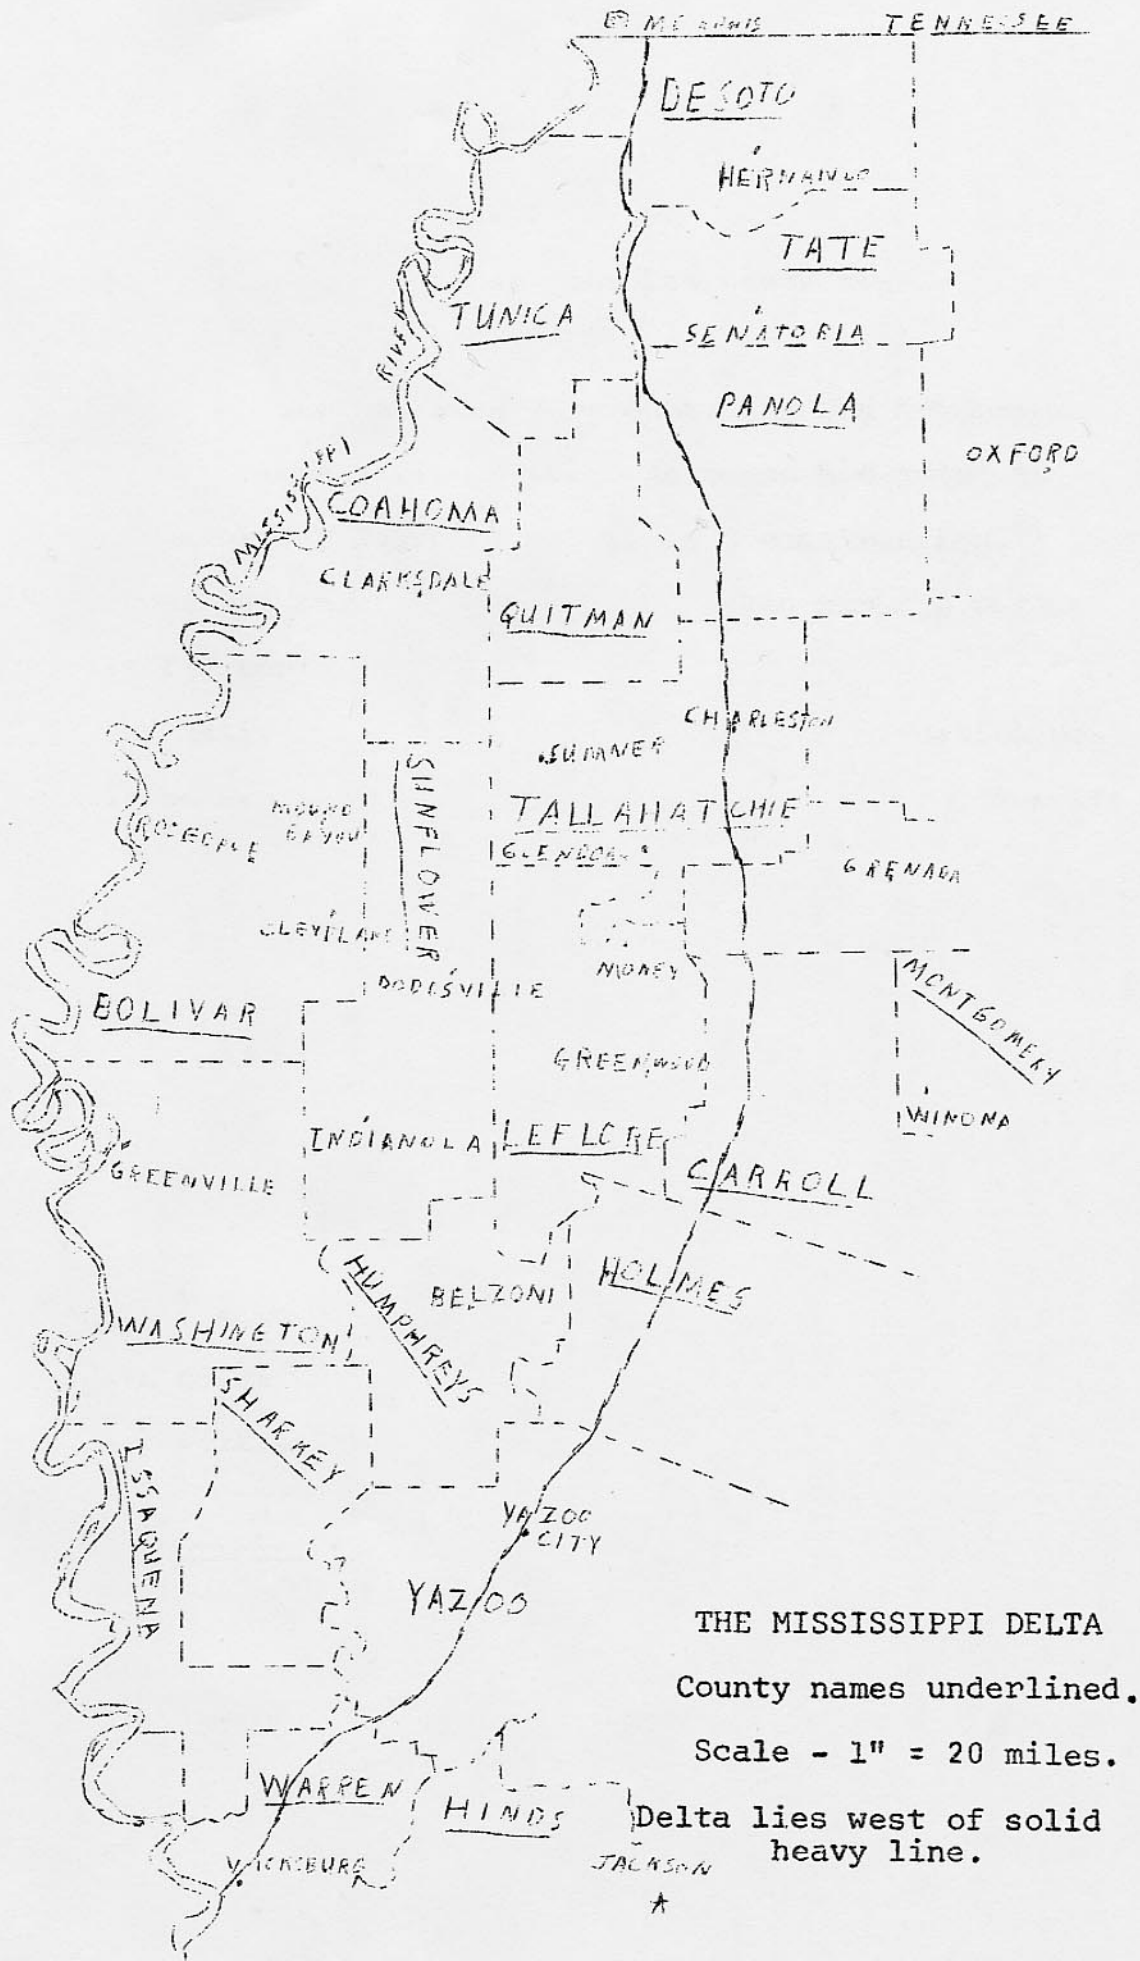 MEMPHIS TENNESSEE
DESOTO
HERNANDO
TATE
TUNICA
SENATOBIA
MISSISSIPPI RIVER
PANOLA
OXFORD
COAHOMA
CLARKSDALE
QUITMAN
CHARLESTON
SUMNER
SUNFLOWER
TALLAHATCHIE
MOUND
BAYOU
ROSEDALE
GLENDORA
GRENADA
CLEVELAND
MONEY
DODDSVILLE
MONTGOMERY
BOLIVAR
GREENWOOD
WINONA
INDIANOLA
LEFLORE
GREENVILLE
CARROLL
HUMPHREYS
BELZONI
HOLMES
WASHINGTON
SHARKEY
ISSAQUENA
YAZOO
CITY
YAZOO
THE MISSISSIPPI DELTA
County names underlined.
Scale - 1" = 20 miles.
WARREN
HINDS
Delta lies west of solid
heavy line.
VICKSBURG
JACKSON